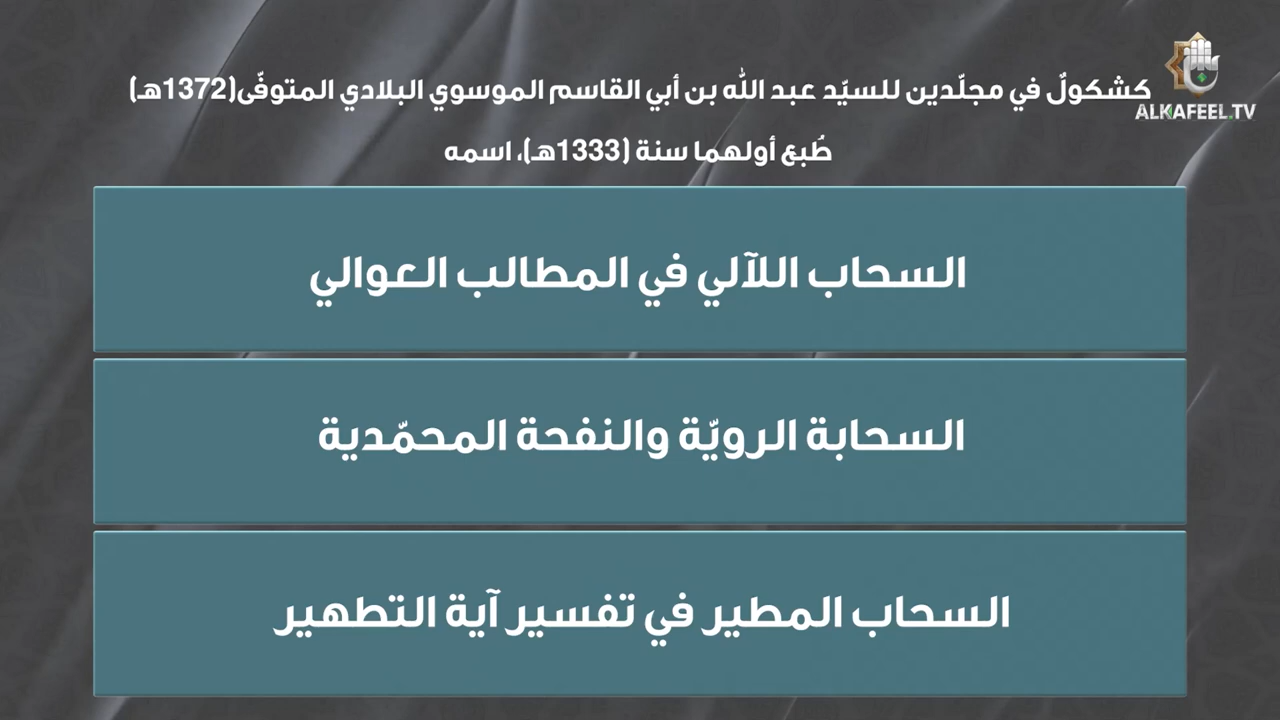 كشكولٌ في مجلّدين للسيّد عبد الله بن أبي القاسم الموسوي البلادي المتوفّى(1372هـ)
طُبع أولهما سنة (1333هـ)، اسمه
السحاب اللآلي في المطالب العوالي
السحابة الرويّة والنفحة المحمّدية
السحاب المطير في تفسير آية التطهير
ALKAFEEL.TV